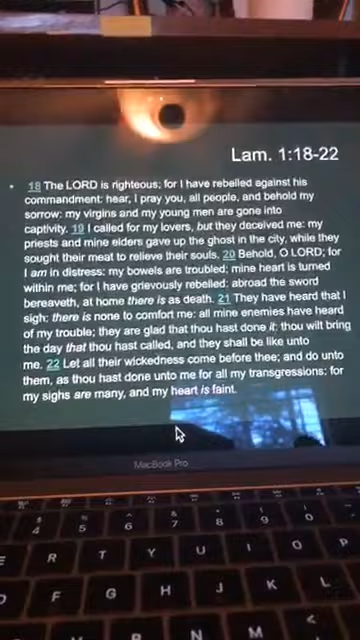 Lam. 1:18-22
• 18 The LORD is righteous; for I have rebelled against his
commandment: hear, I pray you, all people, and behold my
sorrow: my virgins and my young men are gone into
captivity. 19 I called for my lovers, but they deceived me: my
priests and mine elders gave up the ghost in the city, while they
sought their meat to relieve their souls. 20 Behold, O LORD; for
I am in distress: my bowels are troubled; mine heart is turned
within me; for I have grievously rebelled: abroad the sword
bereaveth, at home there is as death. 21 They have heard that I
sigh: there is none to comfort me: all mine enemies have heard
of my trouble; they are glad that thou hast done it: thou wilt bring
the day that thou hast called, and they shall be like unto
me. 22 Let all their wickedness come before thee; and do unto
them, as thou hast done unto me for all my transgressions: for
my sighs are many, and my heart is faint.
MacBook Pro
$ % ^ & * ( )
4 5 6 7 8 9 0
E R T Y U I O P
D F G H J K L
B N M <